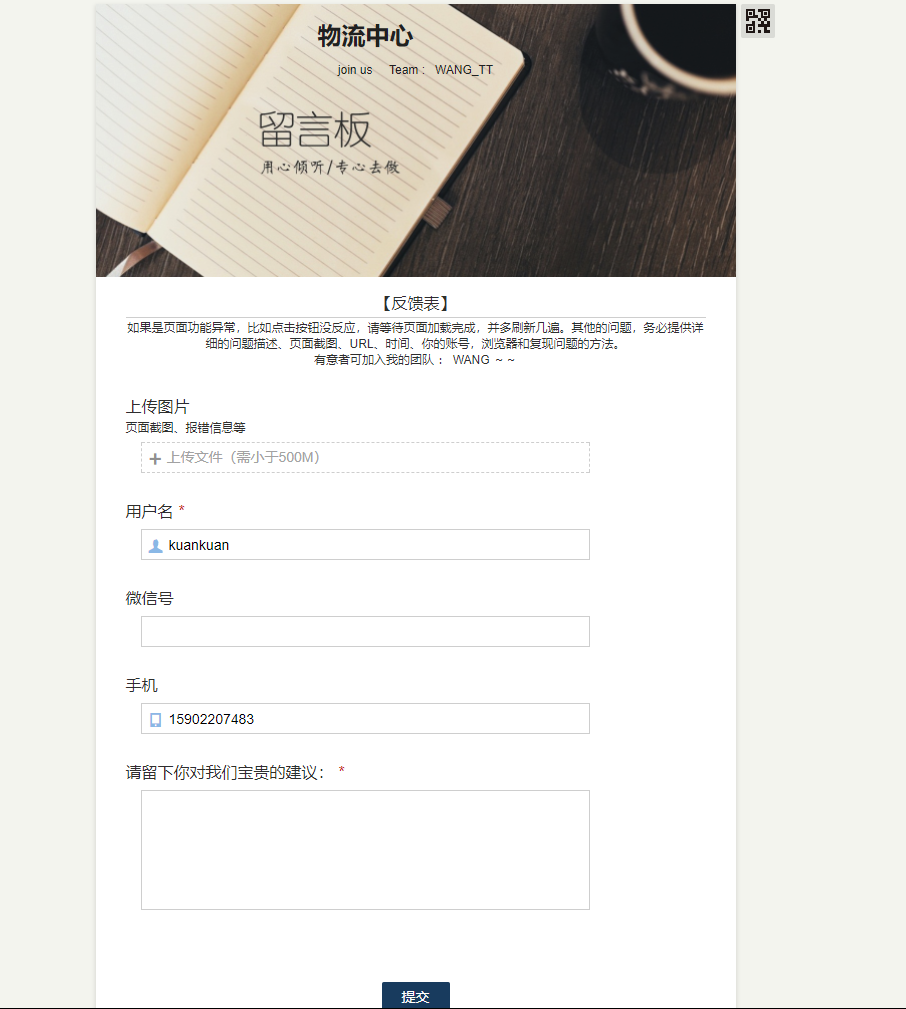 物流中心
join us Team : WANG_TT
留言板
用心倾听/专心去做
【反馈表】
如果是页面功能异常，比如点击按钮没反应，请等待页面加载完成，并多刷新几遍。其他的问题，务必提供详
细的问题描述、页面截图、URL、时间、你的账号，浏览器和复现问题的方法。
有意者可加入我的团队 ： WANG ~ ~
上传图片
页面截图、报错信息等
+ 上传文件（需小于500M）
用户名 *
kuankuan
微信号
手机
15902207483
请留下你对我们宝贵的建议： *
提交